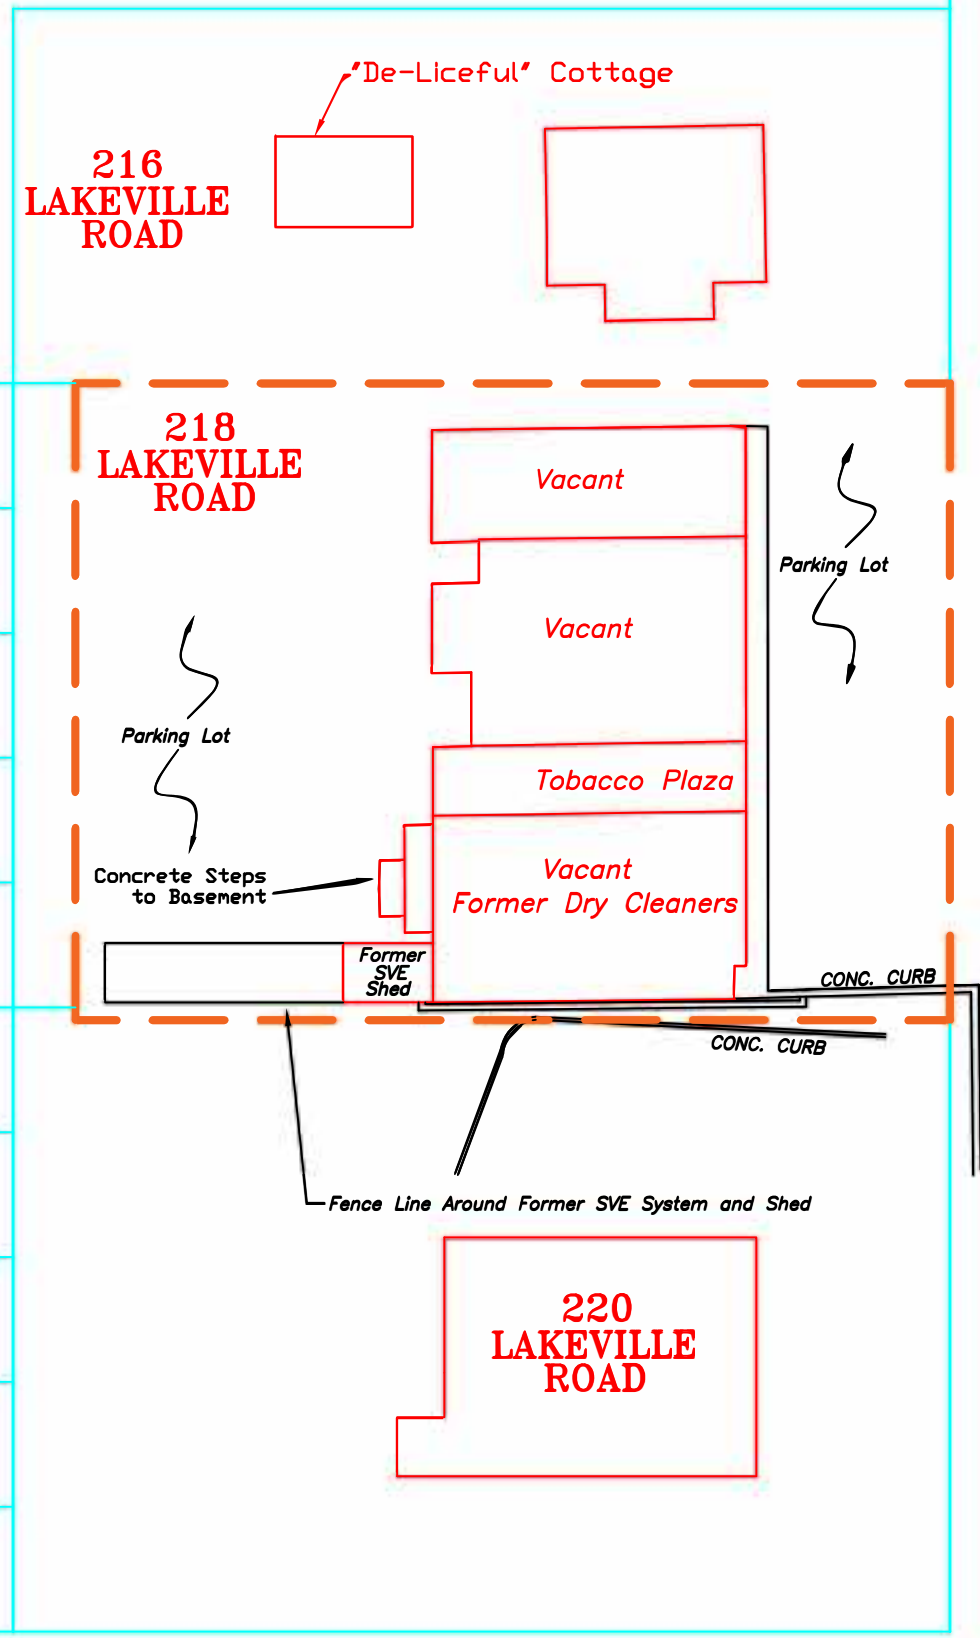 "De-Liceful" Cottage
216
LAKEVILLE
ROAD
218
LAKEVILLE
ROAD
Vacant
Parking Lot
Vacant
Parking Lot
Tobacco Plaza
Concrete Steps
to Basement
Vacant
Former Dry Cleaners
Former
SVE
Shed
CONC. CURB
CONC. CURB
Fence Line Around Former SVE System and Shed
220
LAKEVILLE
ROAD